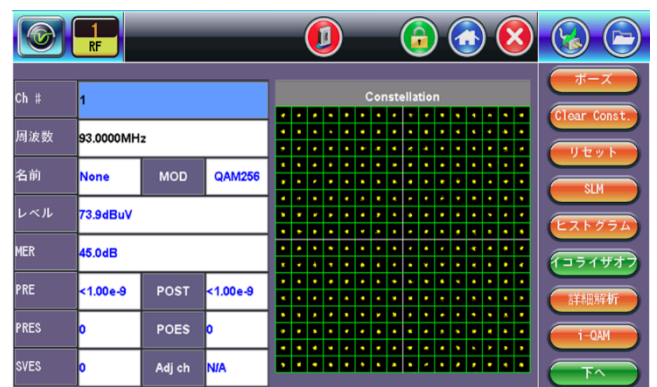 1
RF
Ch #
1
周波数
93.0000MHz
名前
None
MOD
QAM256
レベル
73.9dBuV
MER
45.0dB
PRE
<1.00e-9
POST
<1.00e-9
PRES
0
POES
0
SVES
0
Adj ch
N/A
Constellation
ポーズ
Clear Const.
リセット
SLM
ヒストグラム
イコライザオフ
詳細解析
i-QAM
下へ